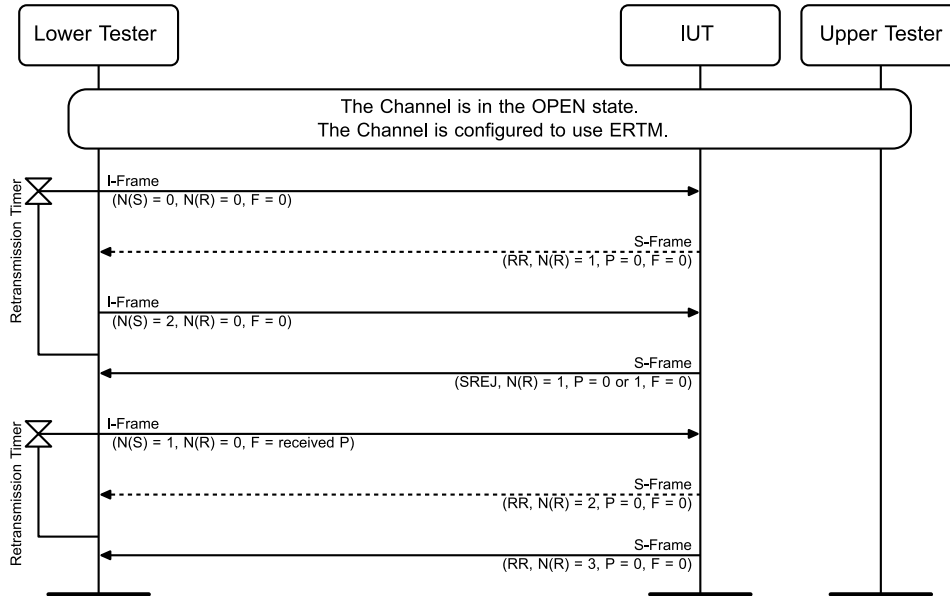 Lower Tester
IUT
Upper Tester
The Channel is in the OPEN state.
The Channel is configured to use ERTM.
Retransmission Timer
I-Frame
(N(S) = 0, N(R) = 0, F = 0)
S-Frame
(RR, N(R) = 1, P = 0, F = 0)
I-Frame
(N(S) = 2, N(R) = 0, F = 0)
S-Frame
(SREJ, N(R) = 1, P = 0 or 1, F = 0)
Retransmission Timer
I-Frame
(N(S) = 1, N(R) = 0, F = received P)
S-Frame
(RR, N(R) = 2, P = 0, F = 0)
S-Frame
(RR, N(R) = 3, P = 0, F = 0)